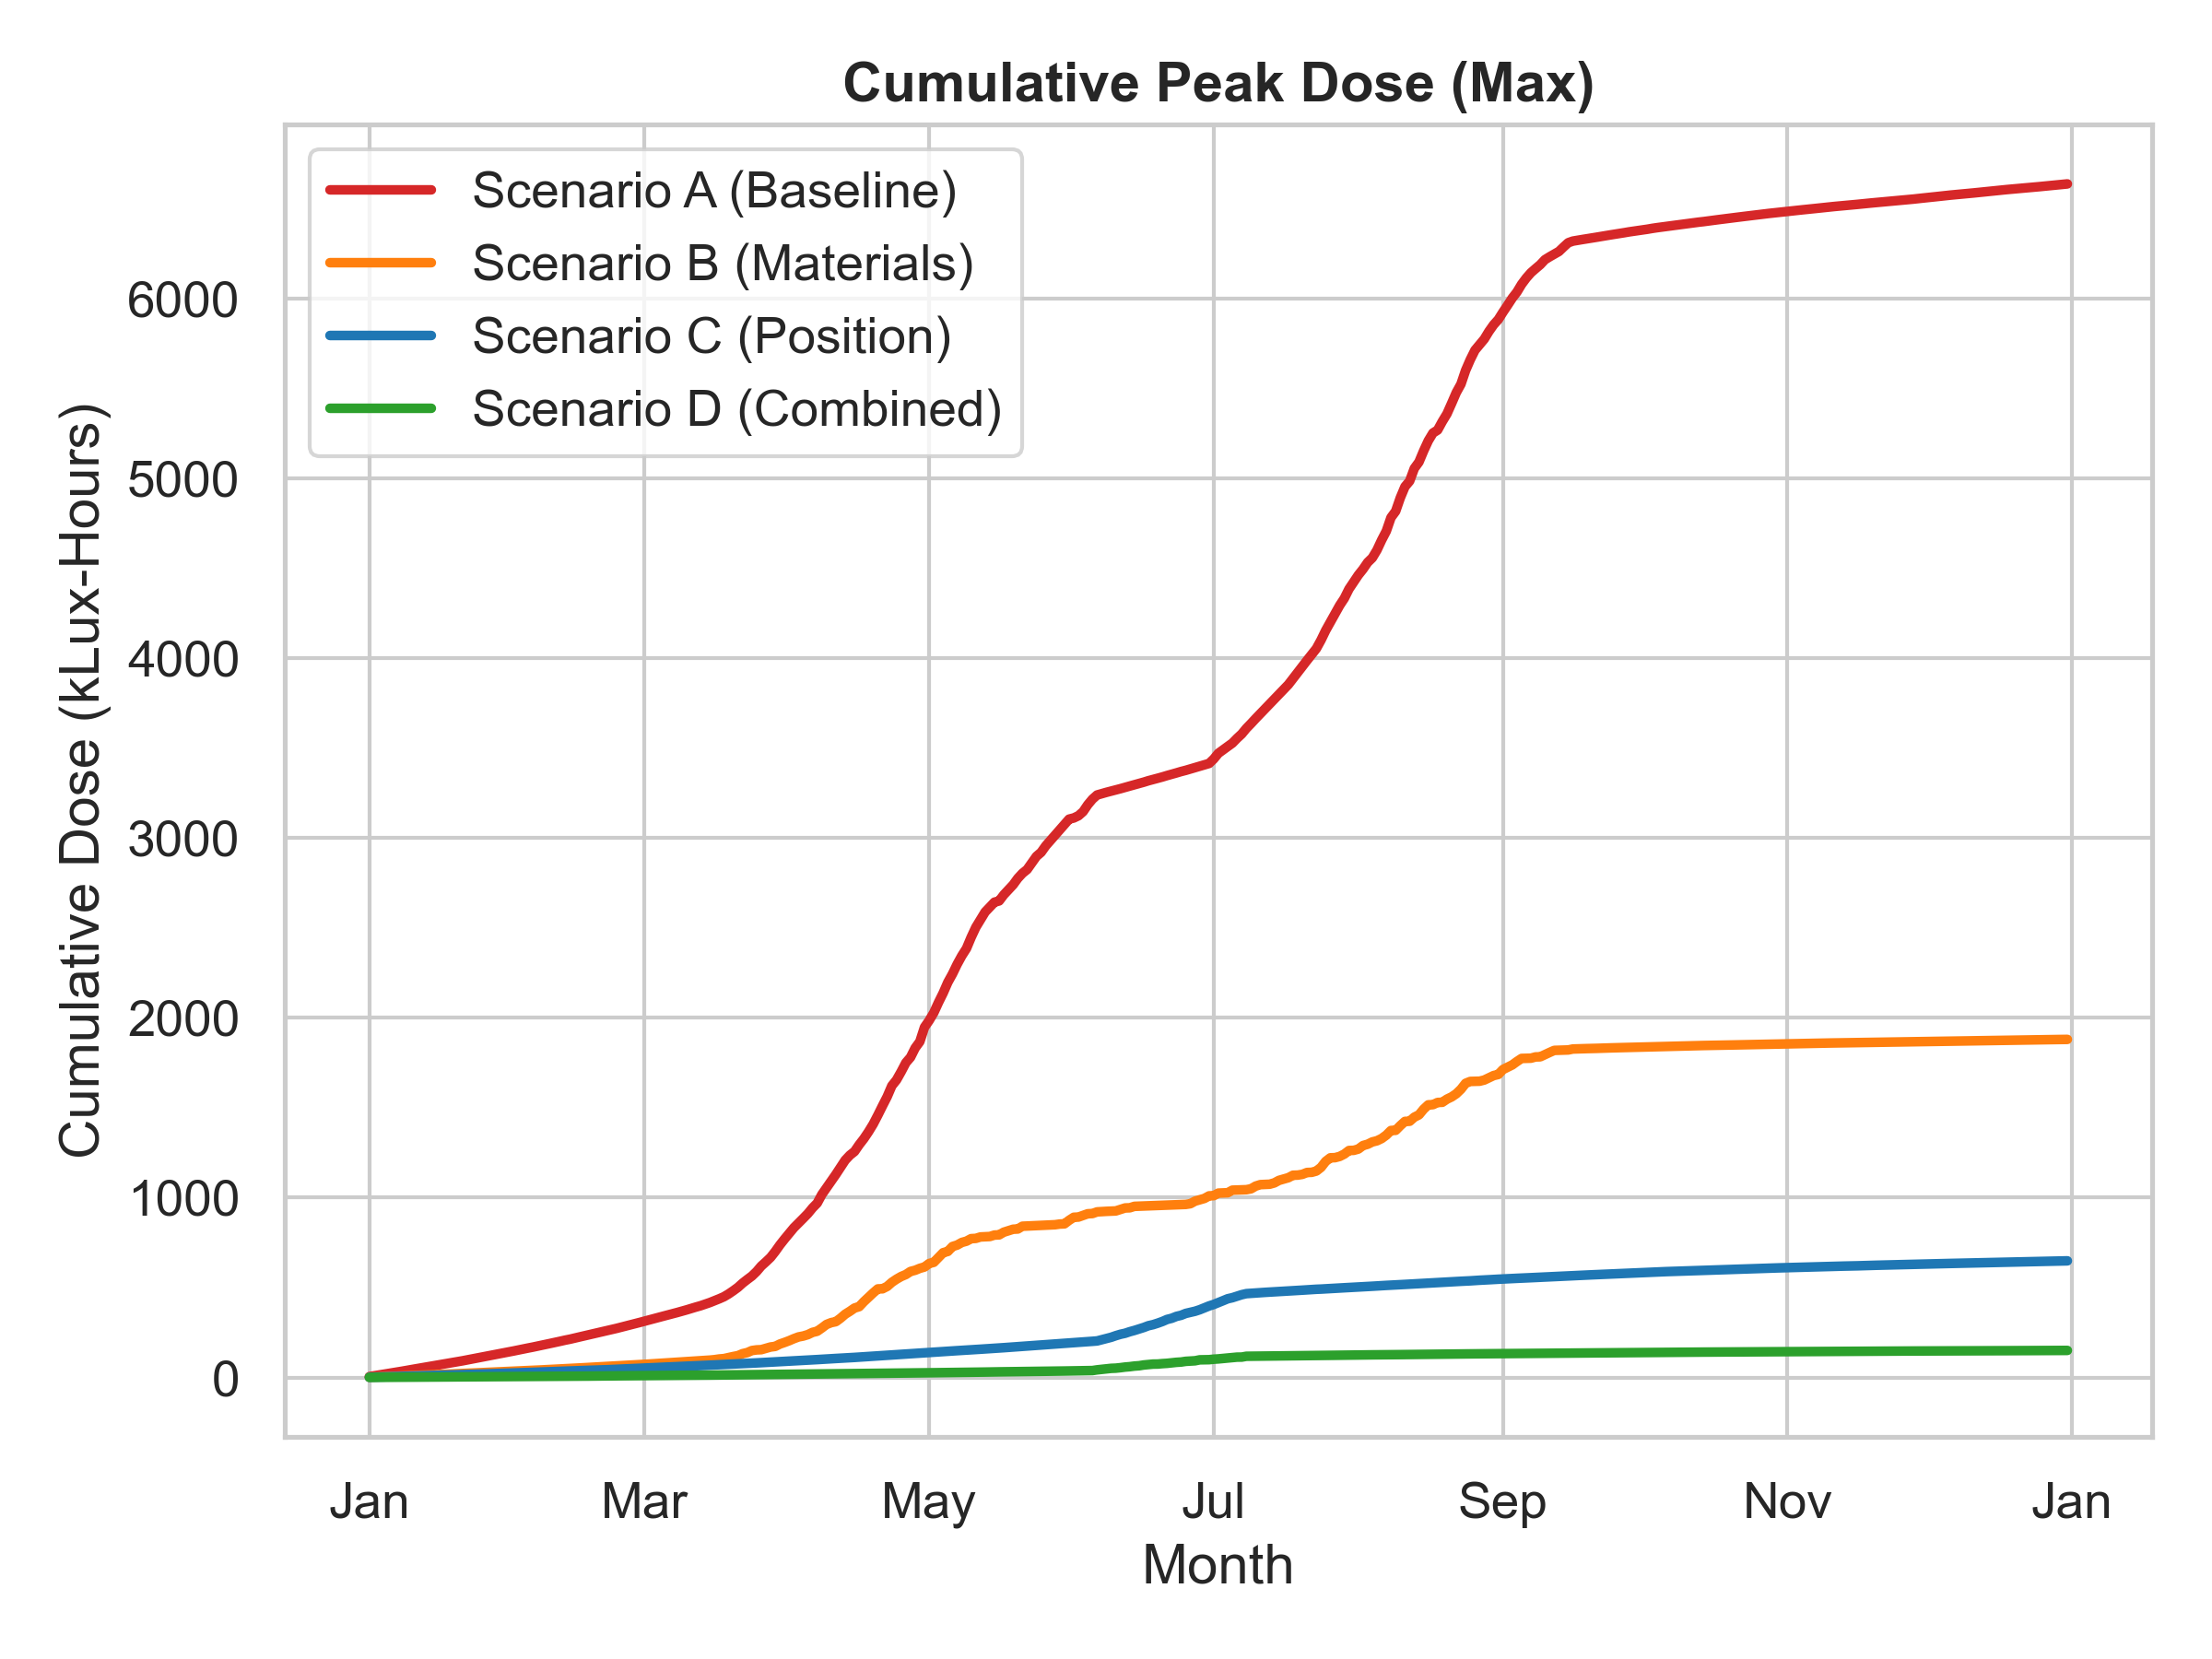 Cumulative Peak Dose (Max)
Scenario A (Baseline)
Scenario B (Materials)
Scenario C (Position)
Scenario D (Combined)
Cumulative Dose (kLux-Hours)
6000
5000
4000
3000
2000
1000
0
Jan Mar May Jul Sep Nov Jan
Month